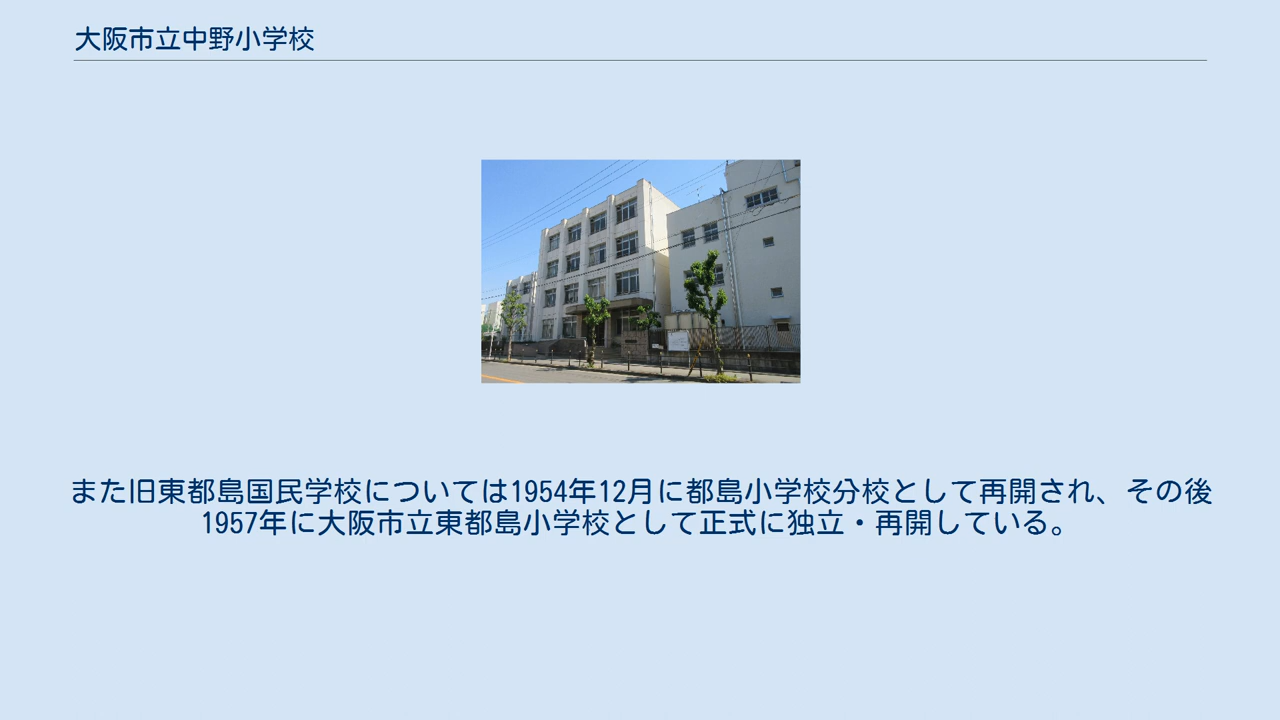 大阪市立中野小学校
また旧東都島国民学校については1954年12月に都島小学校分校として再開され、その後
1957年に大阪市立東都島小学校として正式に独立・再開している。